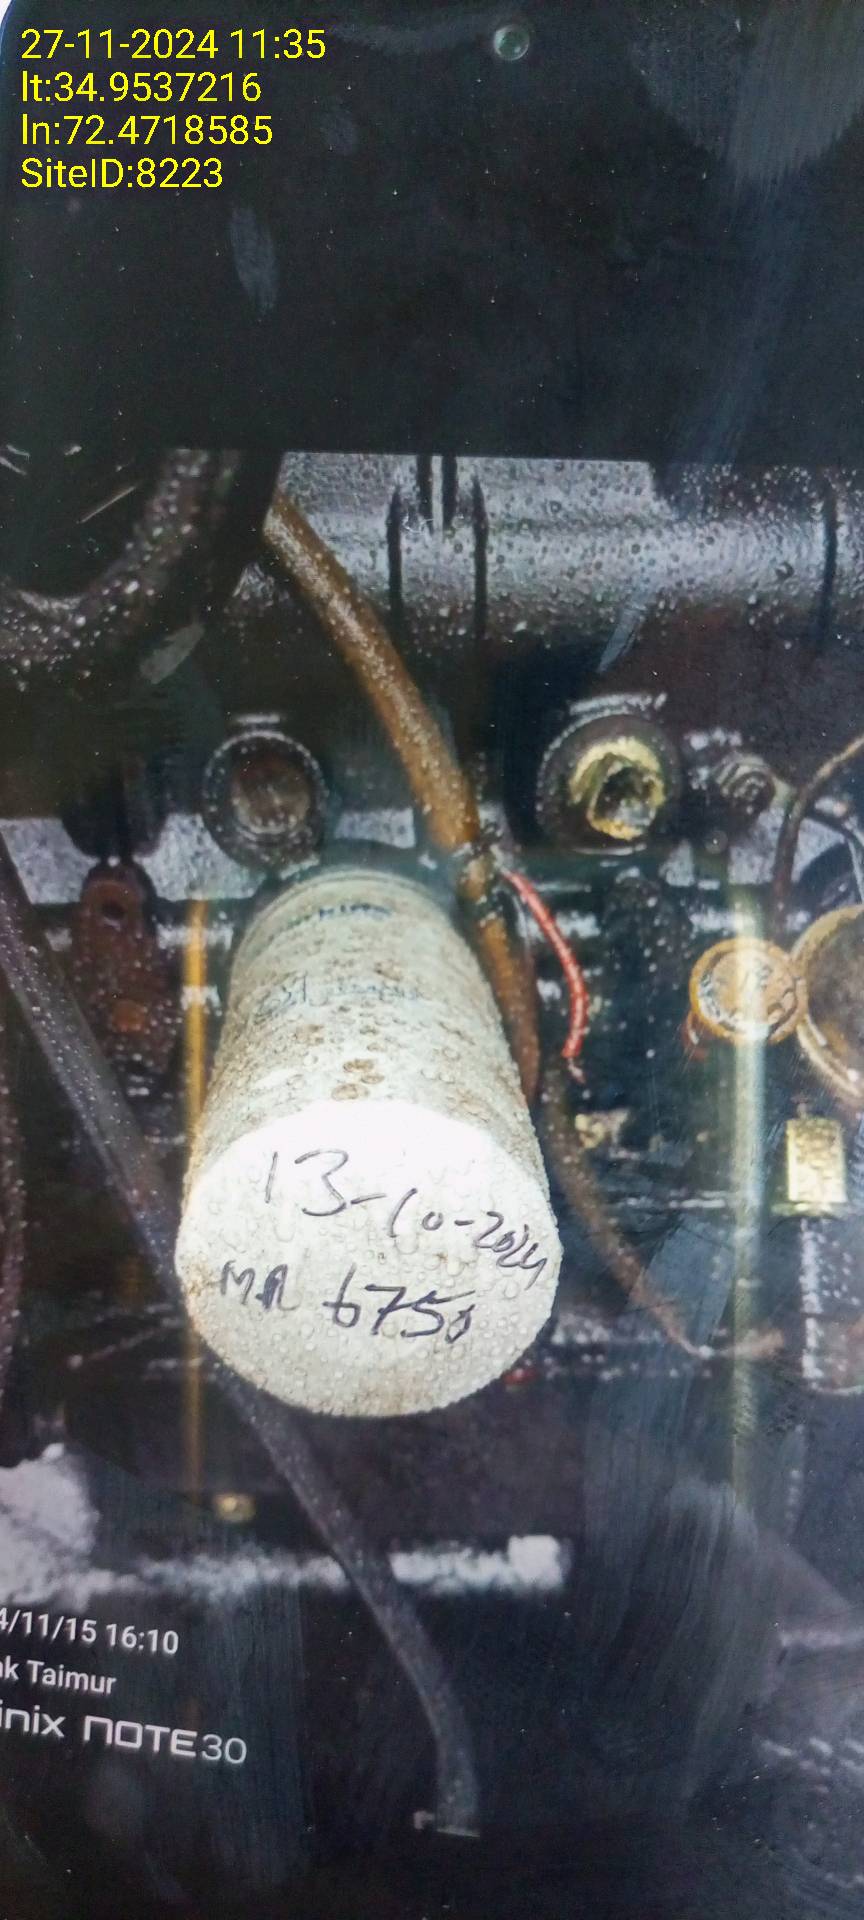 27-11-2024 11:35
lt:34.9537216
ln:72.4718585
SiteID:8223
13-10-2024
MR 6750
4/11/15 16:10
k Taimur
inix NOTE30